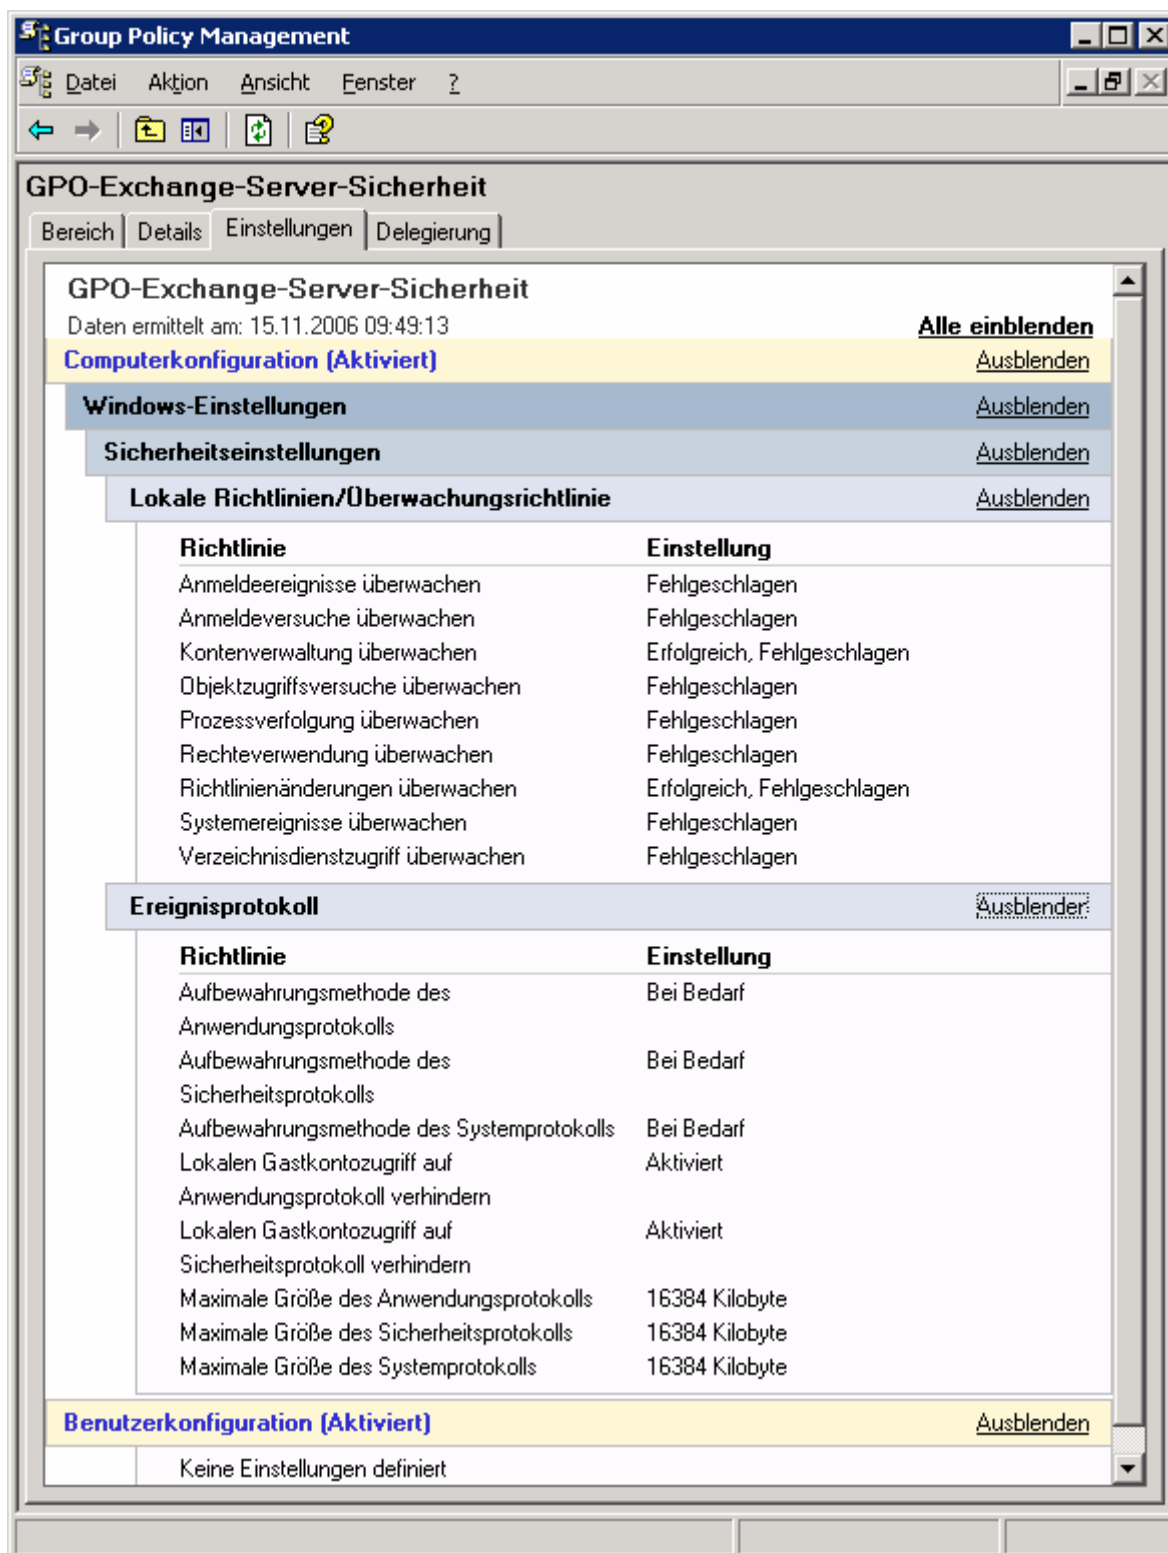 Group Policy Management
Datei Aktion Ansicht Fenster ?
GPO-Exchange-Server-Sicherheit
Bereich Details Einstellungen Delegierung
GPO-Exchange-Server-Sicherheit
Daten ermittelt am: 15.11.2006 09:49:13 Alle einblenden
Computerkonfiguration (Aktiviert) Ausblenden
Windows-Einstellungen Ausblenden
Sicherheitseinstellungen Ausblenden
Lokale Richtlinien/Überwachungsrichtlinie Ausblenden
Richtlinie Einstellung
Anmeldeereignisse überwachen Fehlgeschlagen
Anmeldeversuche überwachen Fehlgeschlagen
Kontenverwaltung überwachen Erfolgreich, Fehlgeschlagen
Objektzugriffsversuche überwachen Fehlgeschlagen
Prozessverfolgung überwachen Fehlgeschlagen
Rechteverwendung überwachen Fehlgeschlagen
Richtlinienänderungen überwachen Erfolgreich, Fehlgeschlagen
Systemereignisse überwachen Fehlgeschlagen
Verzeichnisdienstzugriff überwachen Fehlgeschlagen
Ereignisprotokoll Ausblenden
Richtlinie Einstellung
Aufbewahrungsmethode des Bei Bedarf
Anwendungsprotokolls
Aufbewahrungsmethode des Bei Bedarf
Sicherheitsprotokolls
Aufbewahrungsmethode des Systemprotokolls Bei Bedarf
Lokalen Gastkontozugriff auf Aktiviert
Anwendungsprotokoll verhindern
Lokalen Gastkontozugriff auf Aktiviert
Sicherheitsprotokoll verhindern
Maximale Größe des Anwendungsprotokolls 16384 Kilobyte
Maximale Größe des Sicherheitsprotokolls 16384 Kilobyte
Maximale Größe des Systemprotokolls 16384 Kilobyte
Benutzerkonfiguration (Aktiviert) Ausblenden
Keine Einstellungen definiert